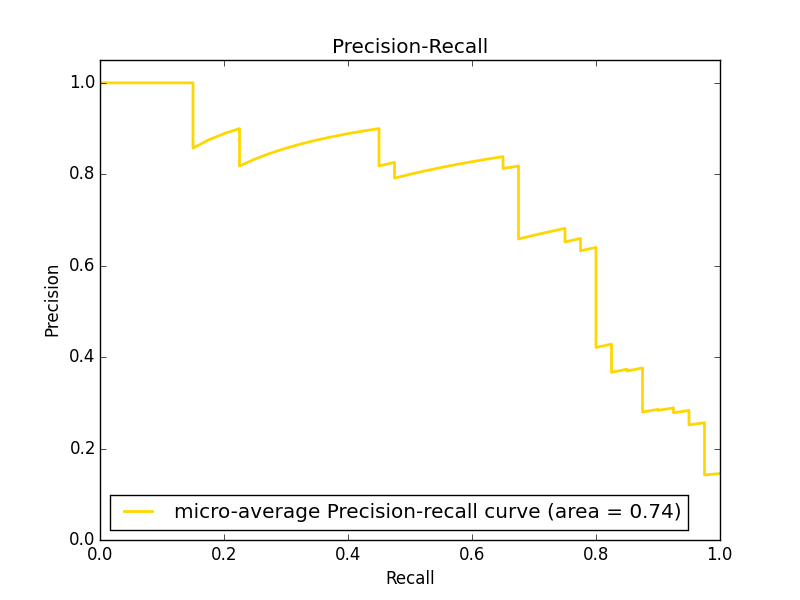 Precision-Recall
1.0
0.8
0.6
0.4
0.2
0.0
Precision
micro-average Precision-recall curve (area = 0.74)
0.0 0.2 0.4 0.6 0.8 1.0
Recall